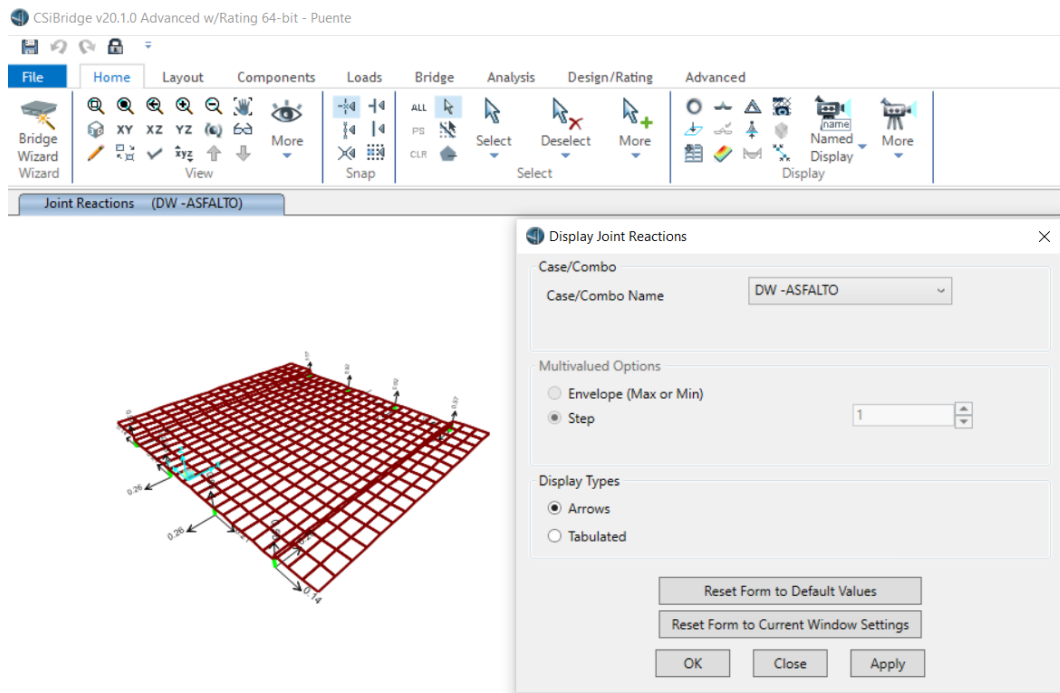 CSiBridge v20.1.0 Advanced w/Rating 64-bit - Puente
File Home Layout Components Loads Bridge Analysis Design/Rating Advanced
Bridge Wizard
XY XZ YZ
xyz
More
ALL
PS
CLR
Select
Deselect
More
name
Named Display
More
Wizard View Snap Select Display
Joint Reactions (DW -ASFALTO)
Display Joint Reactions
Case/Combo
Case/Combo Name DW -ASFALTO
Multivalued Options
Envelope (Max or Min)
Step 1
Display Types
Arrows
Tabulated
Reset Form to Default Values
Reset Form to Current Window Settings
OK Close Apply
0.26
0.26
0.14